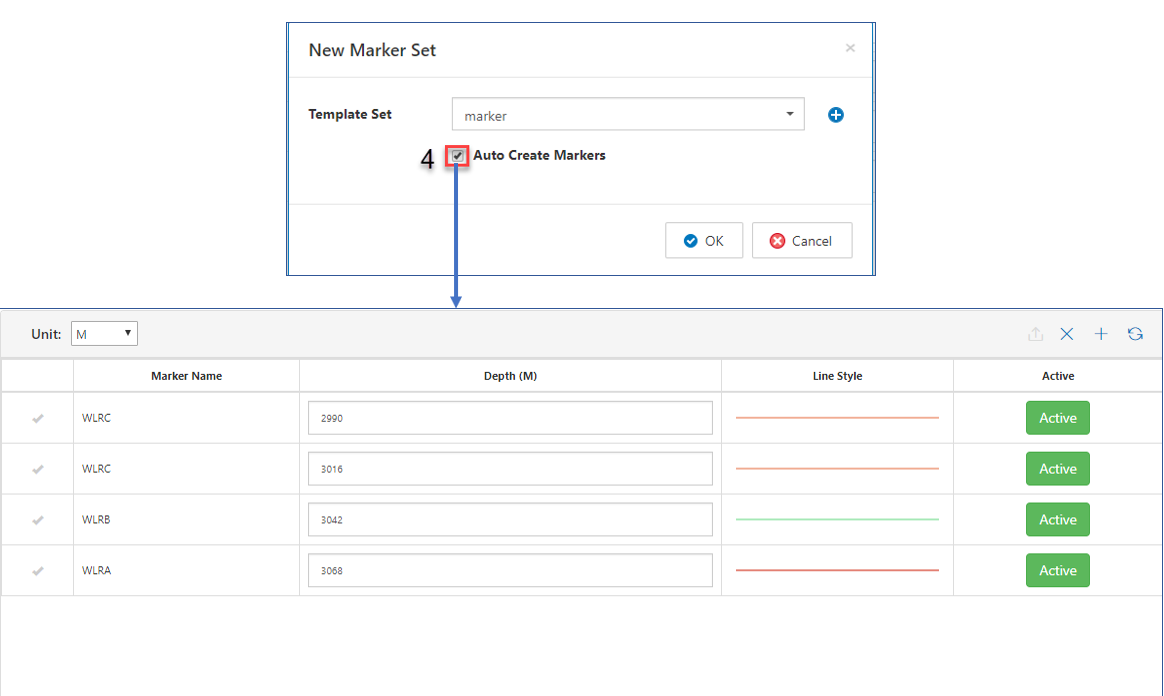 New Marker Set ×
Template Set marker
4 Auto Create Markers
OK Cancel
Unit: M
Marker Name Depth (M) Line Style Active
WLRC 2990 Active
WLRC 3016 Active
WLRB 3042 Active
WLRA 3068 Active